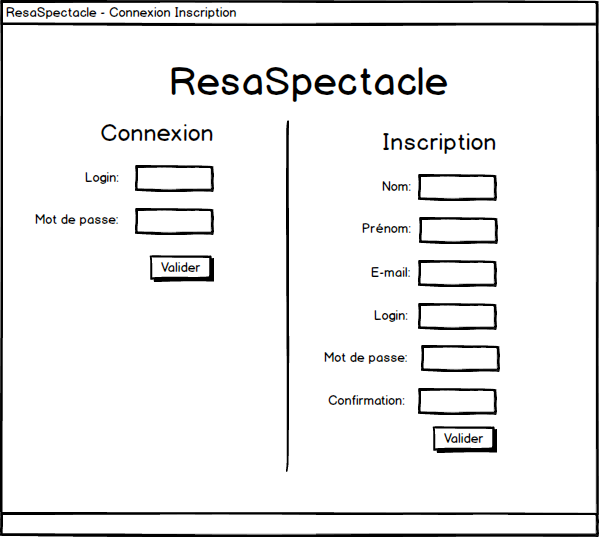 ResaSpectacle - Connexion Inscription
ResaSpectacle
Connexion
Login:
Mot de passe:
Valider
Inscription
Nom:
Prénom:
E-mail:
Login:
Mot de passe:
Confirmation:
Valider